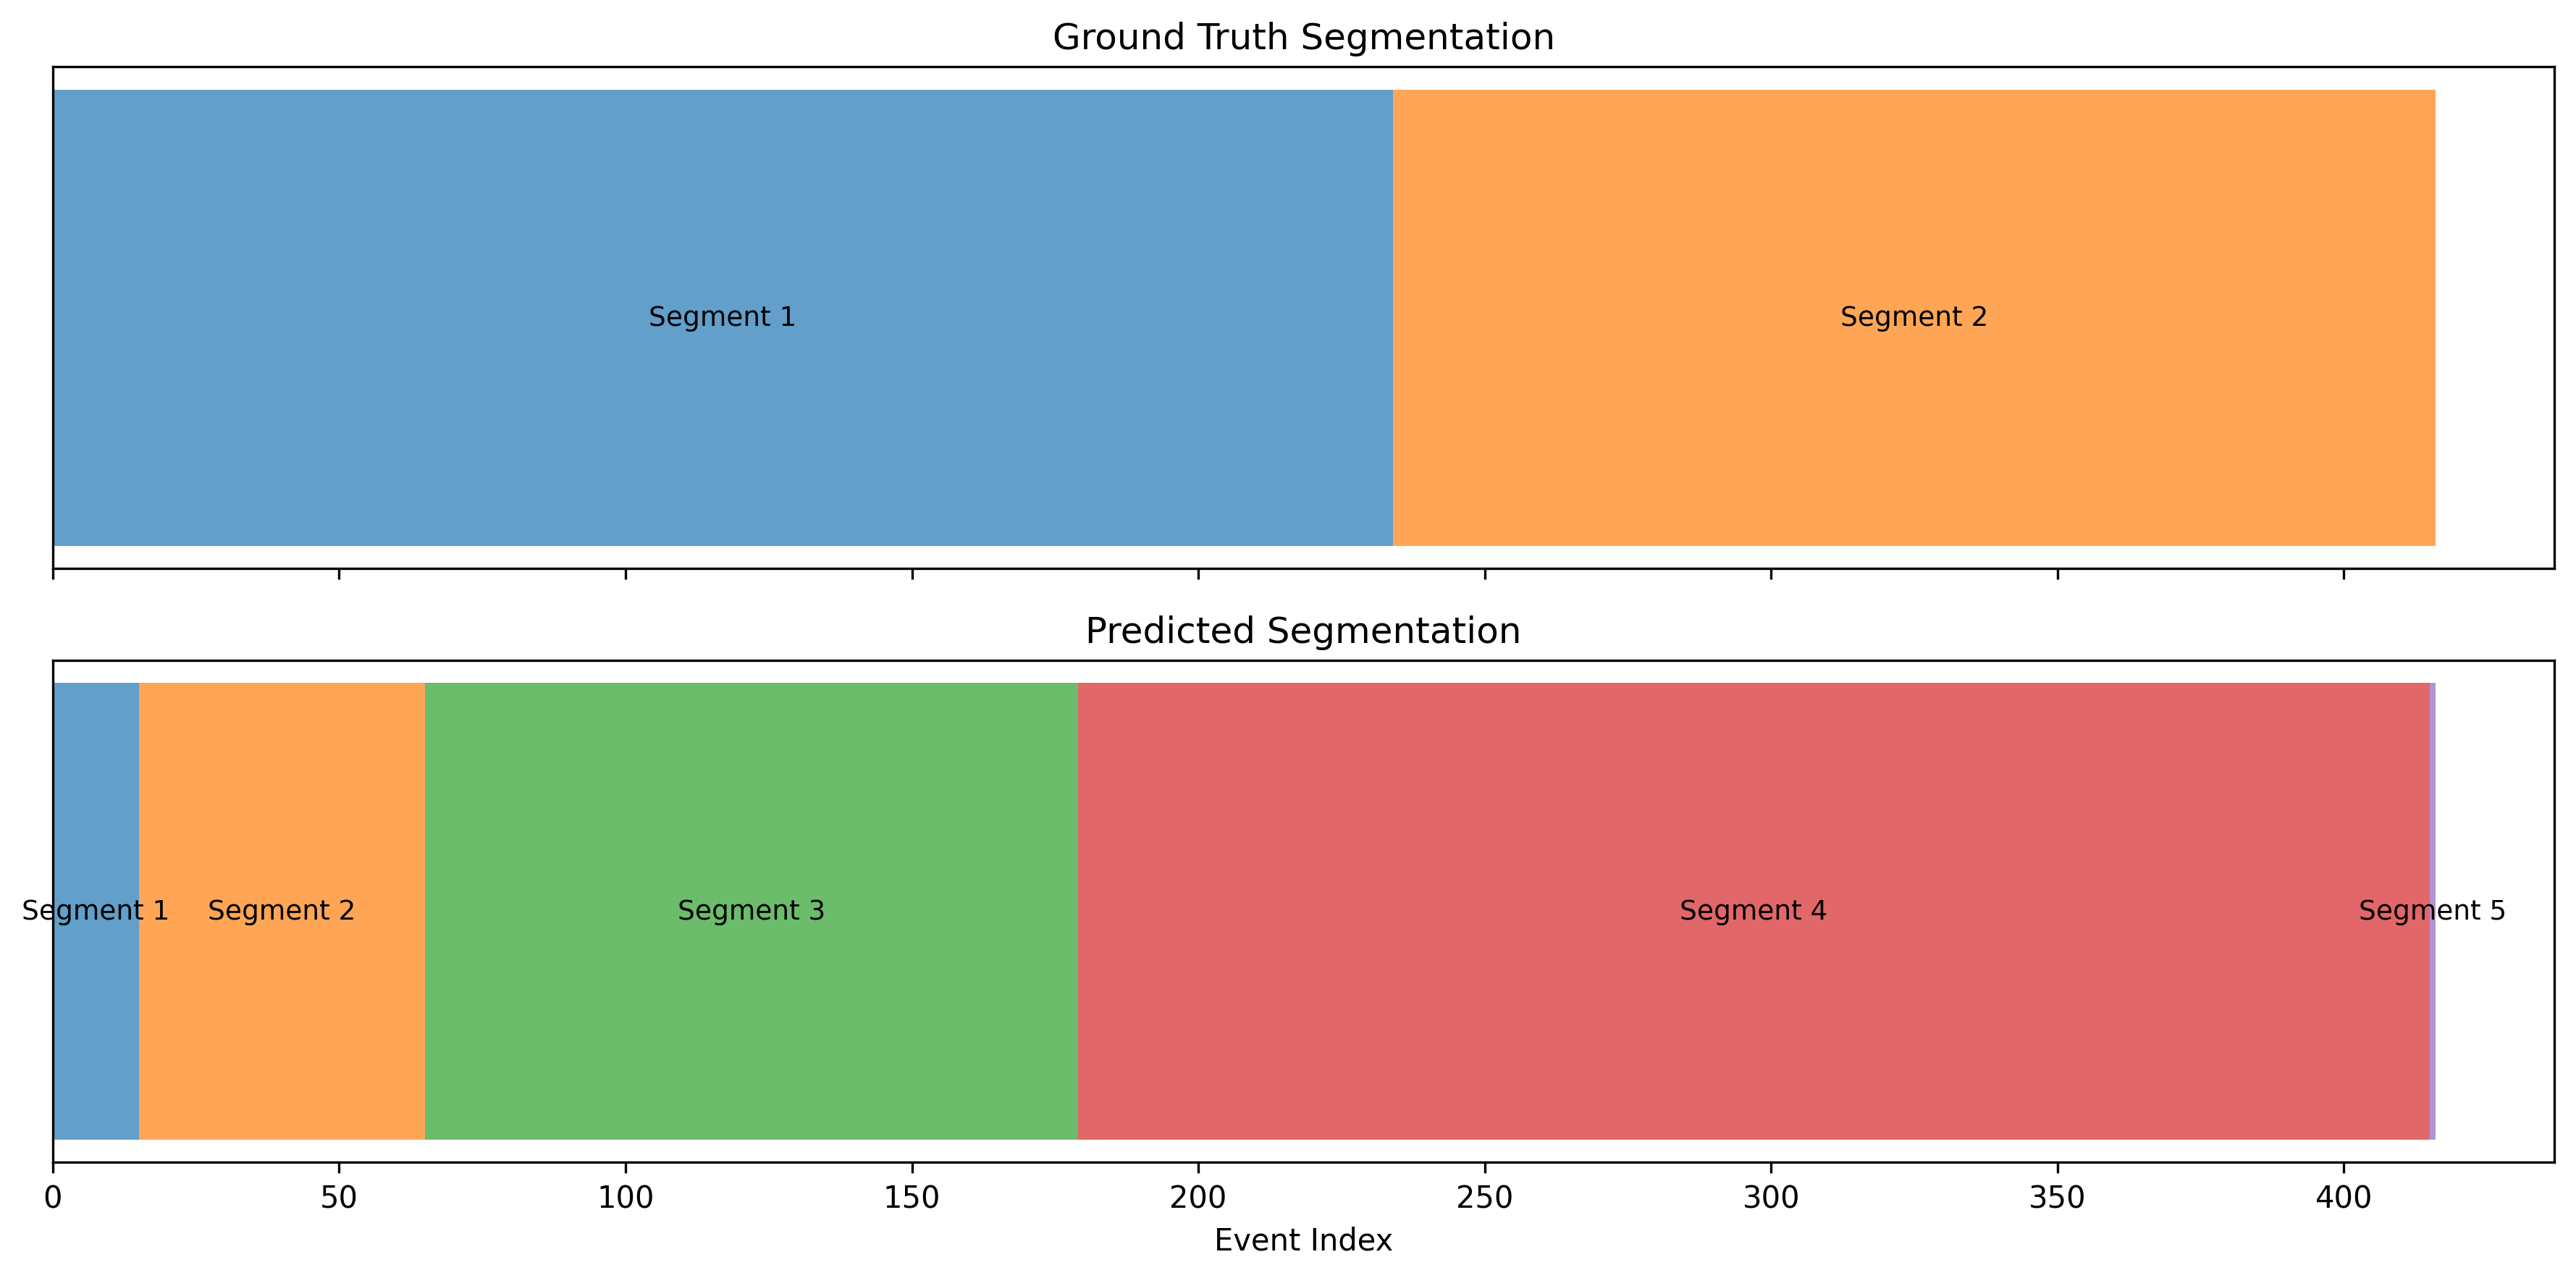 Ground Truth Segmentation
Segment 1 Segment 2
Predicted Segmentation
Segment 1 Segment 2 Segment 3 Segment 4 Segment 5
0 50 100 150 200 250 300 350 400
Event Index